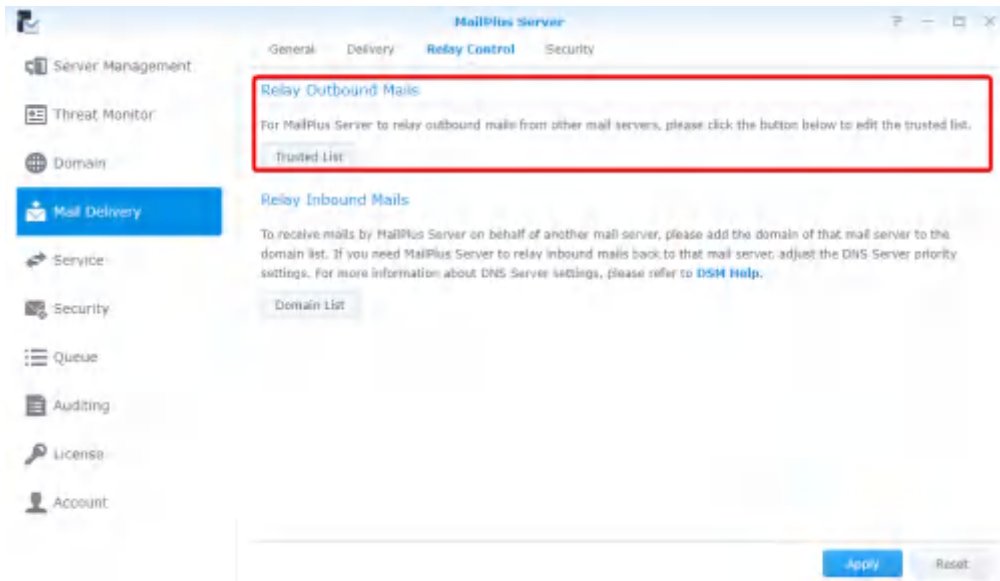 MailPlus Server
General Delivery Relay Control Security
Server Management
Threat Monitor
Domain
Mail Delivery
Service
Security
Queue
Auditing
License
Account
Relay Outbound Mails
For MailPlus Server to relay outbound mails from other mail servers, please click the button below to edit the trusted list.
Trusted List
Relay Inbound Mails
To receive mails by MailPlus Server on behalf of another mail server, please add the domain of that mail server to the
domain list. If you need MailPlus Server to relay inbound mails back to that mail server, adjust the DNS Server priority
settings. For more information about DNS Server settings, please refer to DSM Help.
Domain List
Apply Reset